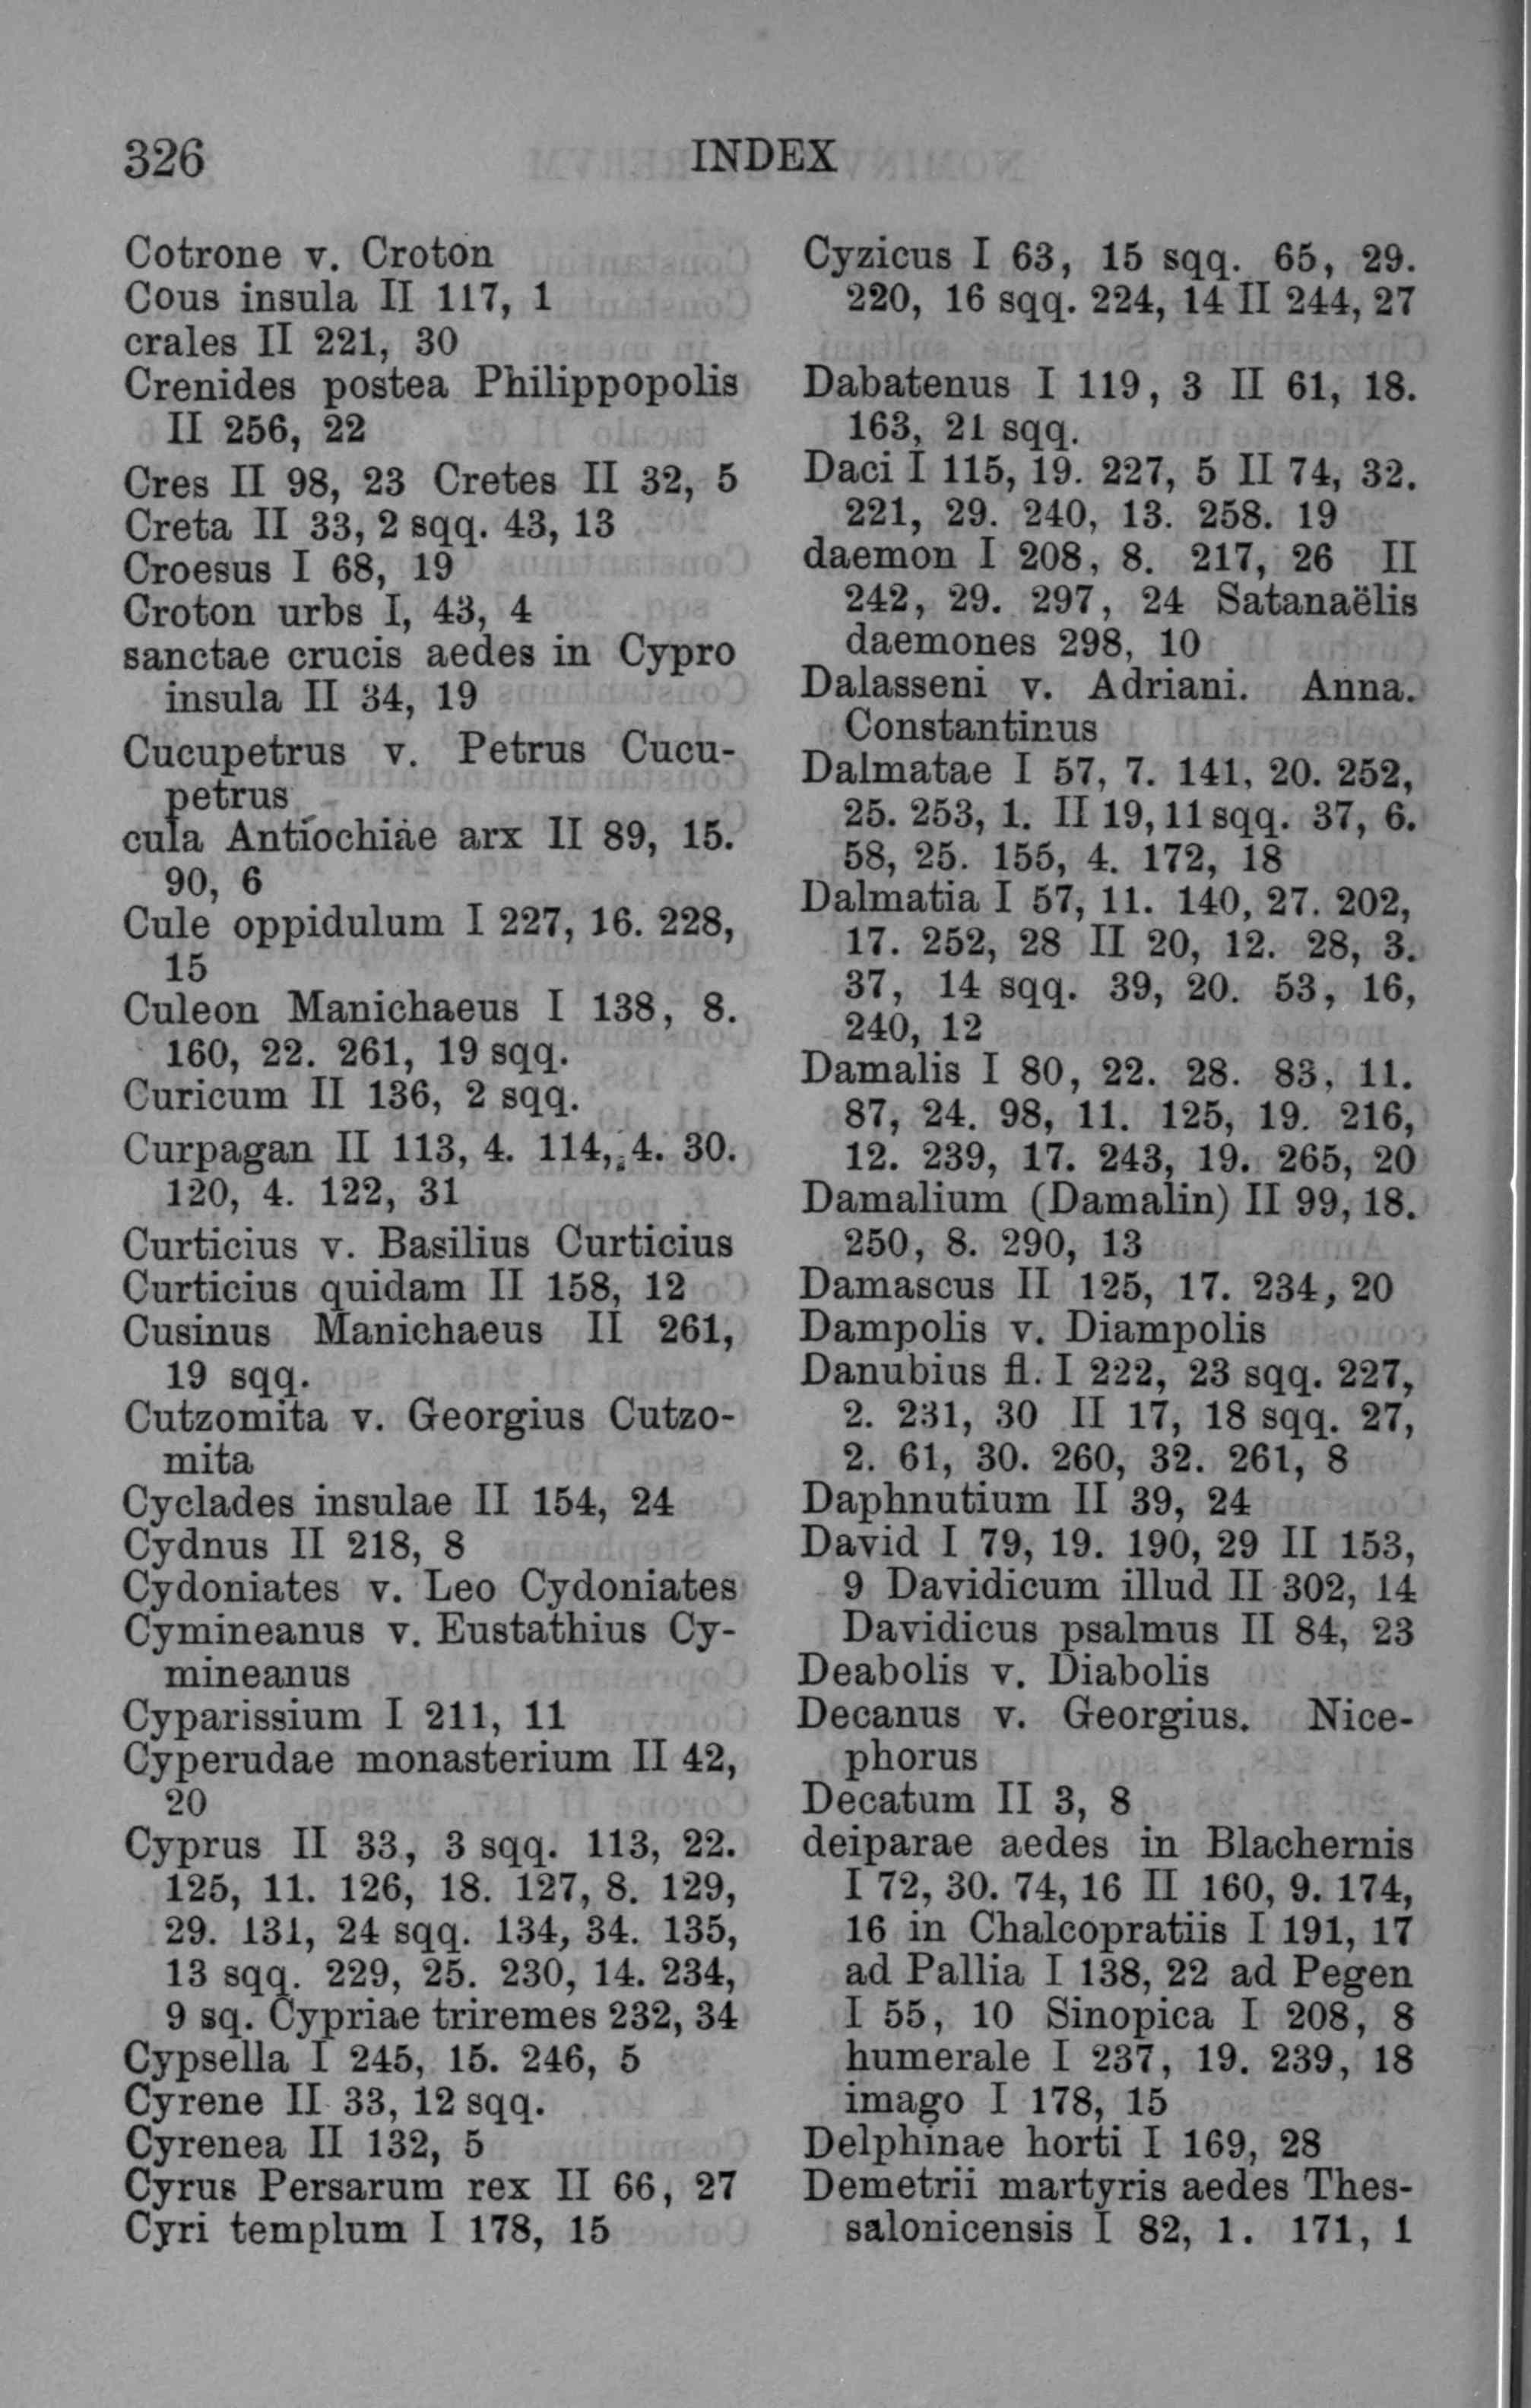 326
INDEX
Cotrone v. Croton
Cous insula II 117, 1
crales II 221, 30
Crenides postea Philippopolis
II 256, 22
Cres II 98, 23 Cretes II 32, 5
Creta II 33, 2 sqq. 43, 13
Croesus I 68, 19
Croton urbs I, 43, 4
sanctae crucis aedes in Cypro
insula II 34, 19
Cucupetrus v. Petrus Cucu-
petrus
cula Antiochiae arx II 89, 15.
90, 6
Cule oppidulum I 227, 16. 228,
15
Culeon Manichaeus I 138, 8.
160, 22. 261, 19 sqq.
Curicum II 136, 2 sqq.
Curpagan II 113, 4. 114, 4. 30.
120, 4. 122, 31
Curticius v. Basilius Curticius
Curticius quidam II 158, 12
Cusinus Manichaeus II 261,
19 sqq.
Cutzomita v. Georgius Cutzo-
mita
Cyclades insulae II 154, 24
Cydnus II 218, 8
Cydoniates v. Leo Cydoniates
Cymineanus v. Eustathius Cy-
mineanus
Cyparissium I 211, 11
Cyperudae monasterium II 42,
20
Cyprus II 33, 3 sqq. 113, 22.
125, 11. 126, 18. 127, 8. 129,
29. 131, 24 sqq. 134, 34. 135,
13 sqq. 229, 25. 230, 14. 234,
9 sq. Cypriae triremes 232, 34
Cypsella I 245, 15. 246, 5
Cyrene II 33, 12 sqq.
Cyrenea II 132, 5
Cyrus Persarum rex II 66, 27
Cyri templum I 178, 15
Cyzicus I 63, 15 sqq. 65, 29.
220, 16 sqq. 224, 14 II 244, 27
Dabatenus I 119, 3 II 61, 18.
163, 21 sqq.
Daci I 115, 19. 227, 5 II 74, 32.
221, 29. 240, 13. 258. 19
daemon I 208, 8. 217, 26 II
242, 29. 297, 24 Satanaëlis
daemones 298, 10
Dalasseni v. Adriani. Anna.
Constantinus
Dalmatae I 57, 7. 141, 20. 252,
25. 253, 1. II 19, 11 sqq. 37, 6.
58, 25. 155, 4. 172, 18
Dalmatia I 57, 11. 140, 27. 202,
17. 252, 28 II 20, 12. 28, 3.
37, 14 sqq. 39, 20. 53, 16,
240, 12
Damalis I 80, 22. 28. 83, 11.
87, 24. 98, 11. 125, 19. 216,
12. 239, 17. 243, 19. 265, 20
Damalium (Damalin) II 99, 18.
250, 8. 290, 13
Damascus II 125, 17. 234, 20
Dampolis v. Diampolis
Danubius fl. I 222, 23 sqq. 227,
2. 231, 30 II 17, 18 sqq. 27,
2. 61, 30. 260, 32. 261, 8
Daphnutium II 39, 24
David I 79, 19. 190, 29 II 153,
9 Davidicum illud II 302, 14
Davidicus psalmus II 84, 23
Deabolis v. Diabolis
Decanus v. Georgius. Nice-
phorus
Decatum II 3, 8
deiparae aedes in Blachernis
I 72, 30. 74, 16 II 160, 9. 174,
16 in Chalcopratiis I 191, 17
ad Pallia I 138, 22 ad Pegen
I 55, 10 Sinopica I 208, 8
humerale I 237, 19. 239, 18
imago I 178, 15
Delphinae horti I 169, 28
Demetrii martyris aedes Thes-
salonicensis I 82, 1. 171, 1